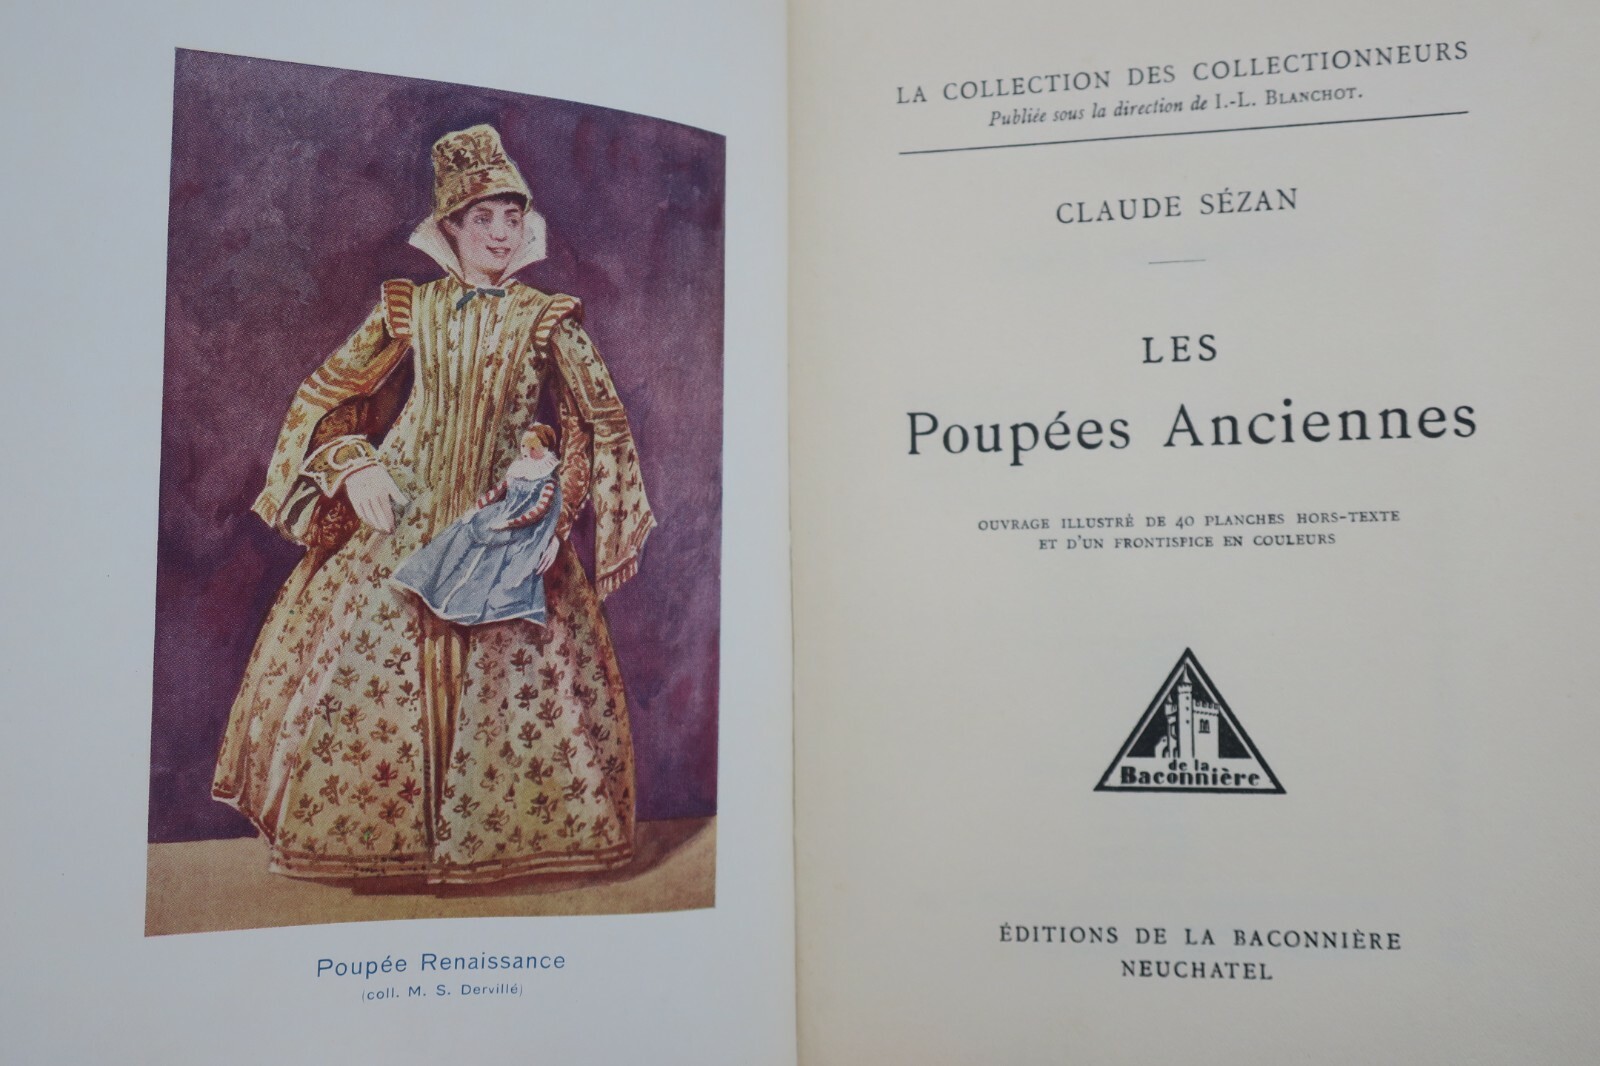 Poupée Renaissance
(coll. M. S. Dervillé)
LA COLLECTION DES COLLECTIONNEURS
Publiée sous la direction de I.-L. BLANCHOT.
CLAUDE SÉZAN
LES
Poupées Anciennes
OUVRAGE ILLUSTRÉ DE 40 PLANCHES HORS-TEXTE
ET D'UN FRONTISPICE EN COULEURS
de la
Baconnière
ÉDITIONS DE LA BACONNIÈRE
NEUCHATEL